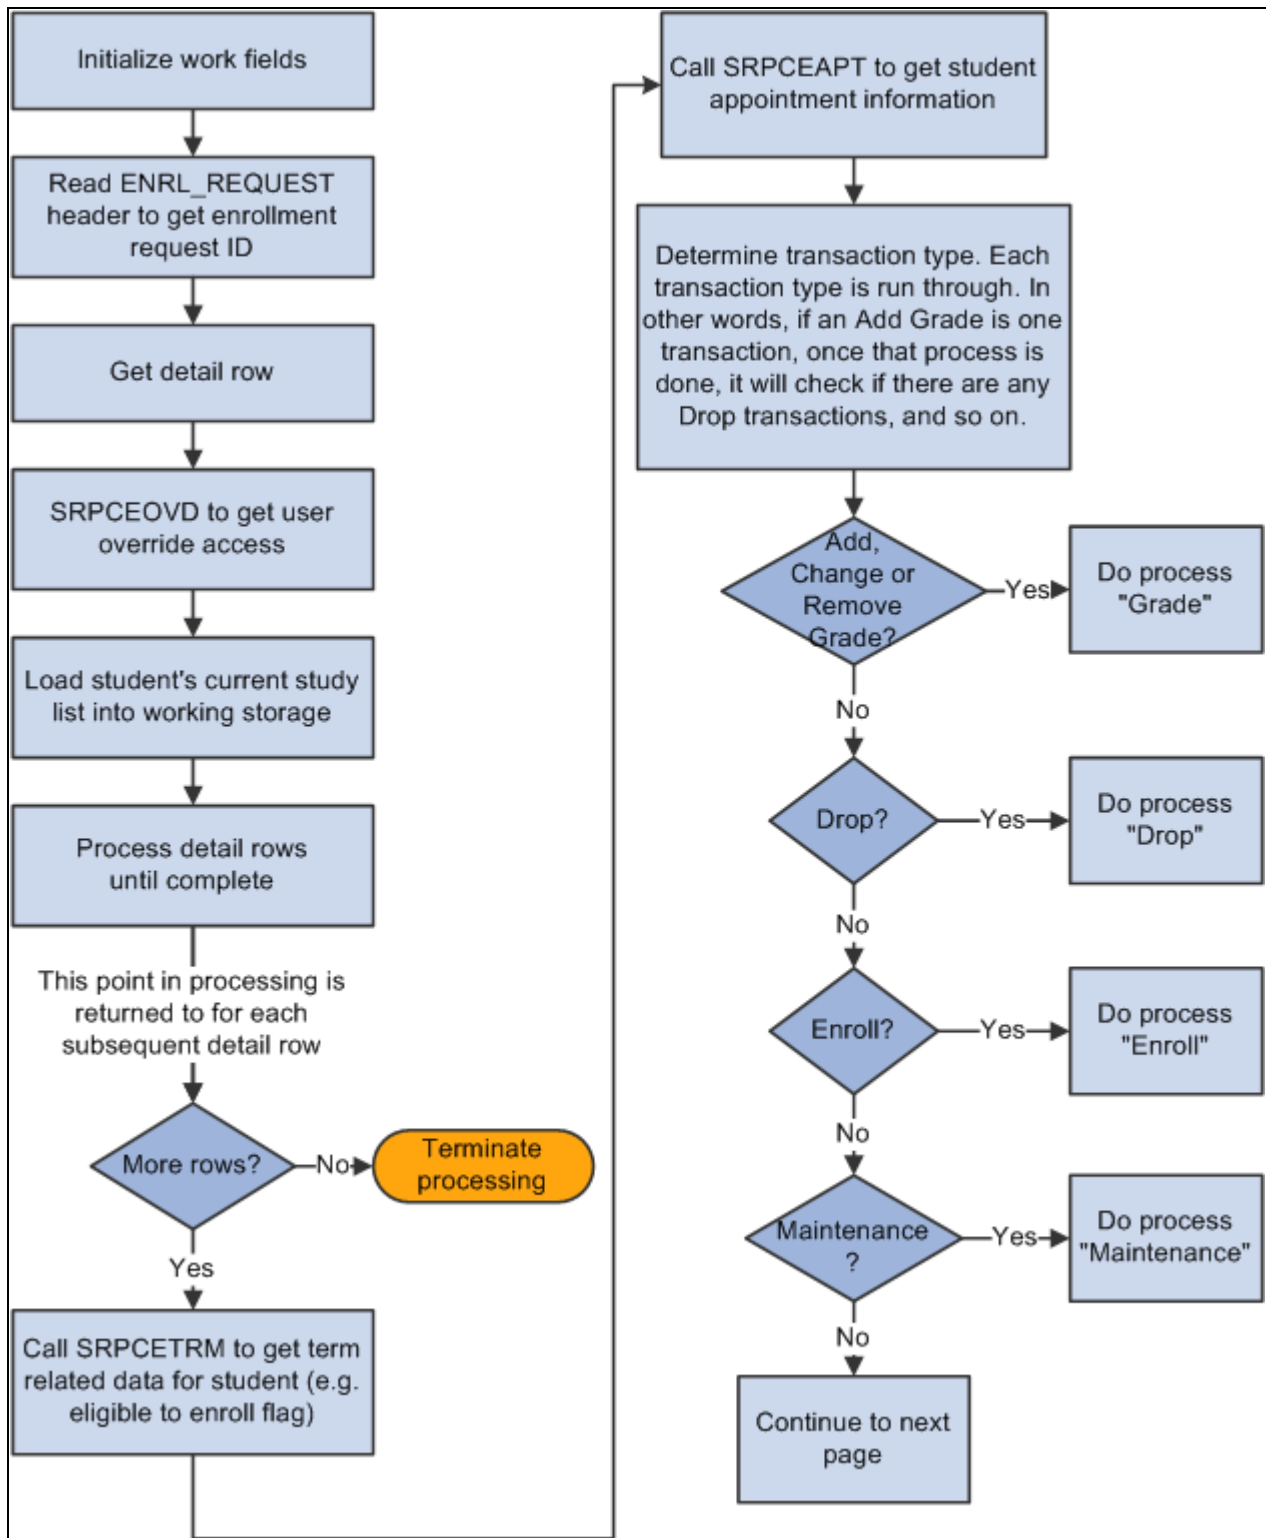 Initialize work fields
Read ENRL_REQUEST
header to get enrollment
request ID
Get detail row
SRPCEOVD to get user
override access
Load student's current study
list into working storage
Process detail rows
until complete
This point in processing is
returned to for each
subsequent detail row
More rows?
No
Terminate
processing
Yes
Call SRPCETRM to get term
related data for student (e.g.
eligible to enroll flag)
Call SRPCEAPT to get student
appointment information
Determine transaction type. Each
transaction type is run through. In
other words, if an Add Grade is one
transaction, once that process is
done, it will check if there are any
Drop transactions, and so on.
Add,
Change or
Remove
Grade?
Yes
Do process
"Grade"
No
Drop?
Yes
Do process
"Drop"
No
Enroll?
Yes
Do process
"Enroll"
No
Maintenance
?
Yes
Do process
"Maintenance"
No
Continue to next
page